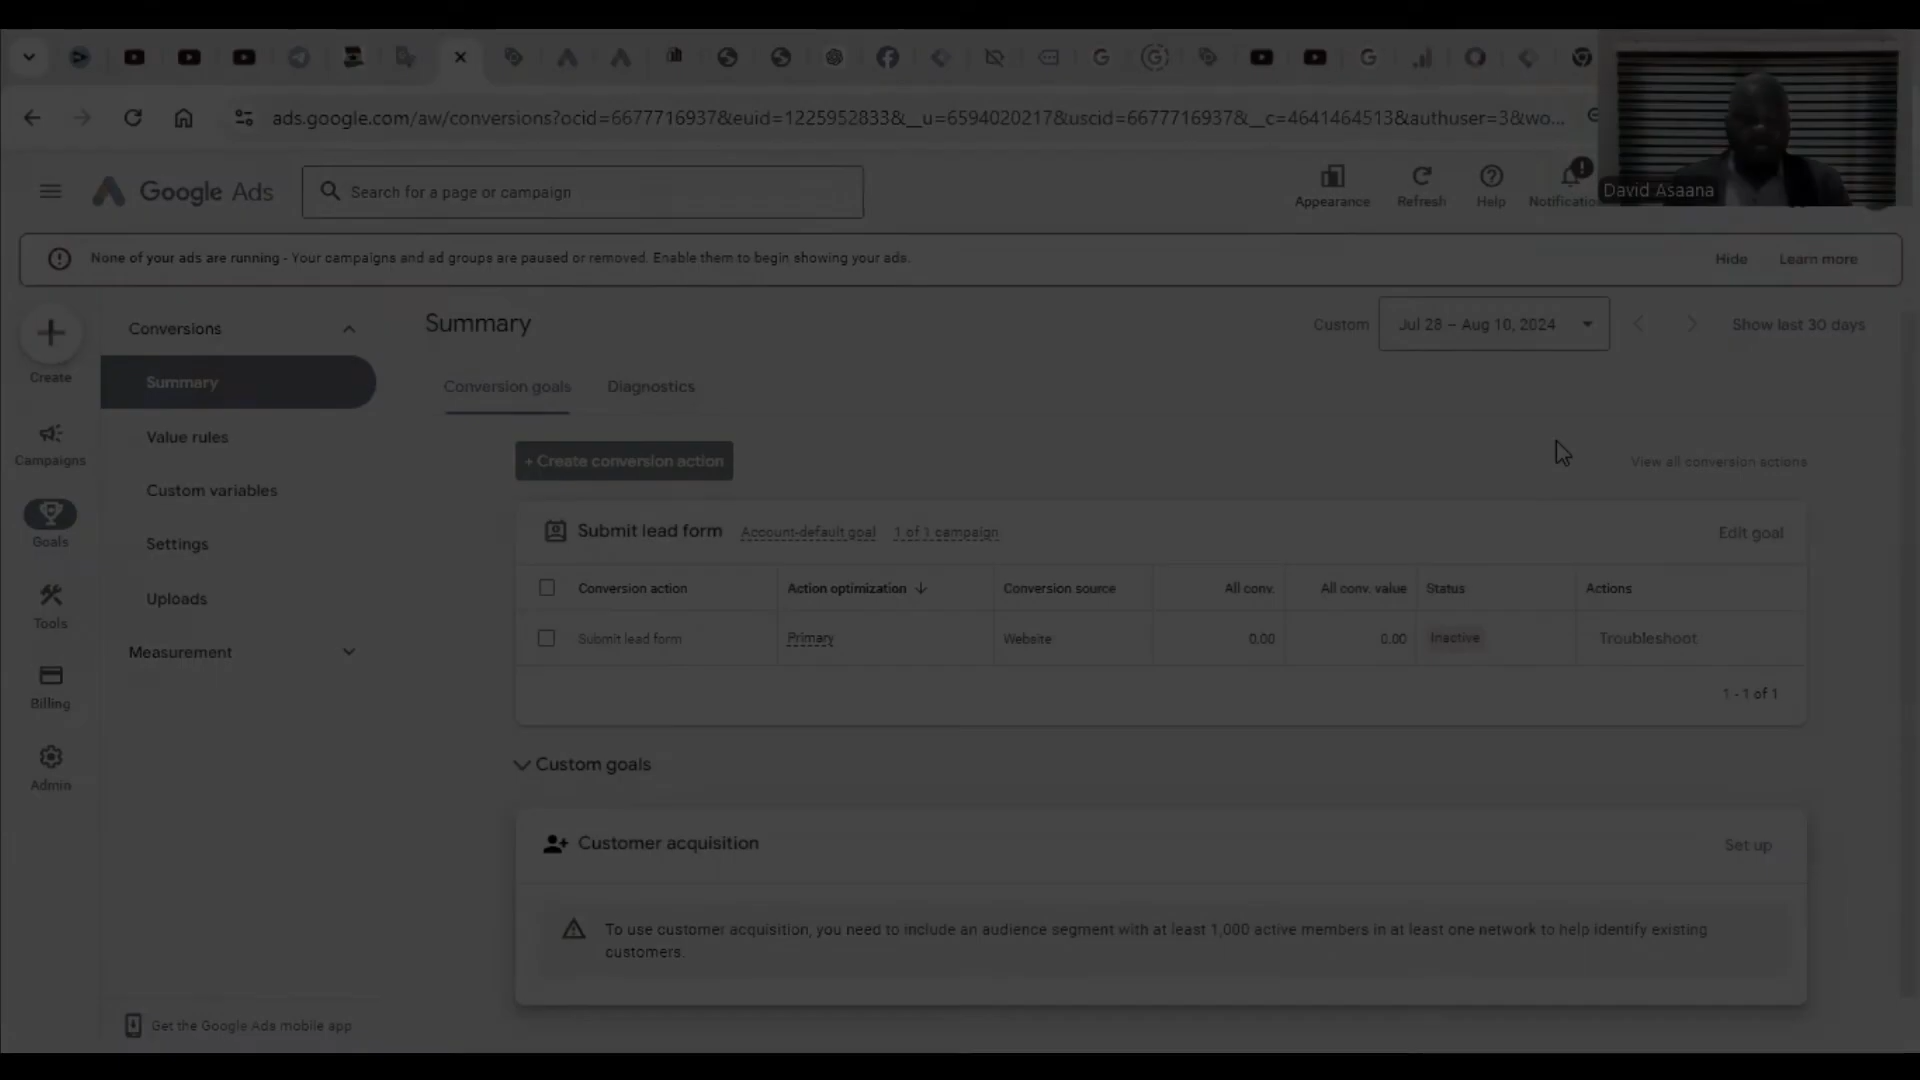 ads.google.com/aw/conversions?ocid=6677716937&euid=1225952833&__u=6594020217&uscid=6677716937&__c=4641464513&authuser=3&wo...
Google Ads
Search for a page or campaign
Appearance
Refresh
Help
Notificatio
David Asaana
None of your ads are running - Your campaigns and ad groups are paused or removed. Enable them to begin showing your ads.
Hide
Learn more
Create
Campaigns
Goals
Tools
Billing
Admin
Conversions
Summary
Value rules
Custom variables
Settings
Uploads
Measurement
Get the Google Ads mobile app
Summary
Custom
Jul 28 – Aug 10, 2024
Show last 30 days
Conversion goals
Diagnostics
+ Create conversion action
View all conversion actions
Submit lead form
Account-default goal
1 of 1 campaign
Edit goal
Conversion action
Action optimization
Conversion source
All conv.
All conv. value
Status
Actions
Submit lead form
Primary
Website
0.00
0.00
Inactive
Troubleshoot
1 - 1 of 1
Custom goals
Customer acquisition
Set up
To use customer acquisition, you need to include an audience segment with at least 1,000 active members in at least one network to help identify existing
customers.